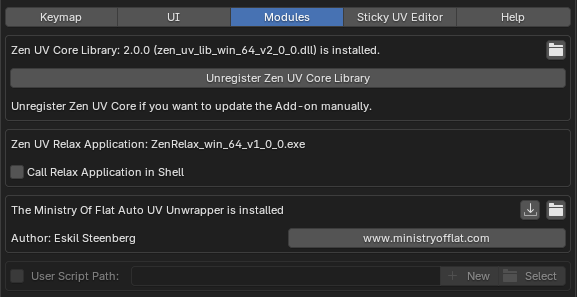 Keymap UI Modules Sticky UV Editor Help
Zen UV Core Library: 2.0.0 (zen_uv_lib_win_64_v2_0_0.dll) is installed.
Unregister Zen UV Core Library
Unregister Zen UV Core if you want to update the Add-on manually.
Zen UV Relax Application: ZenRelax_win_64_v1_0_0.exe
Call Relax Application in Shell
The Ministry Of Flat Auto UV Unwrapper is installed
Author: Eskil Steenberg www.ministryofflat.com
User Script Path: New Select